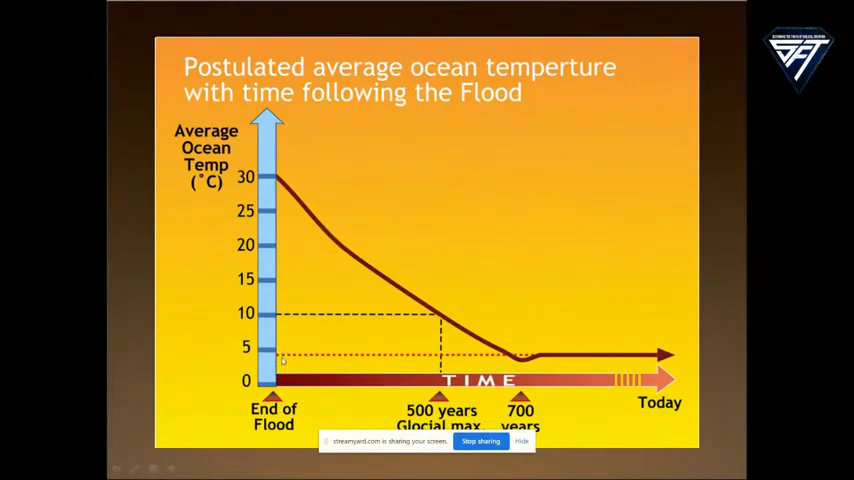 Postulated average ocean temperture
with time following the Flood
Average
Ocean
Temp
(˚C)
30
25
20
15
10
5
0
TIME
End of
Flood
500 years
Glocial max.
700
years
Today
streamyard.com is sharing your screen.
Stop sharing
Hide
SFT